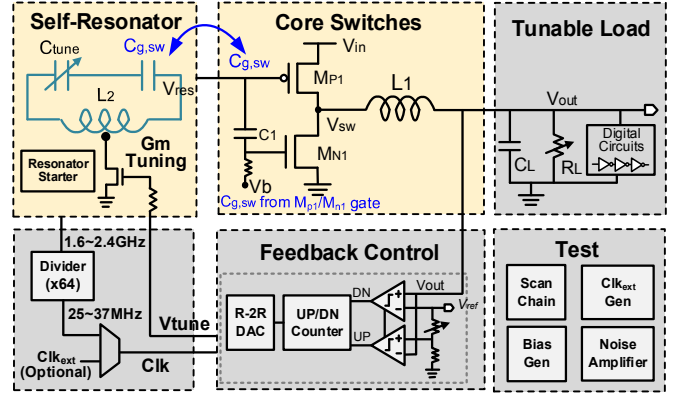 Self-Resonator
Ctune
Cg,sw
Vres
L2
Gm
Tuning
Resonator
Starter
Core Switches
Cg,sw
Vin
MP1
L1
Vsw
C1
MN1
Vb
Cg,sw from Mp1/Mn1 gate
Tunable Load
Vout
CL
RL
Digital
Circuits
1.6~2.4GHz
Divider
(x64)
25~37MHz
Clkext
(Optional)
Vtune
Clk
Feedback Control
R-2R
DAC
UP/DN
Counter
DN
UP
Vout
Vref
+
−
+
−
Test
Scan
Chain
Clkext
Gen
Bias
Gen
Noise
Amplifier